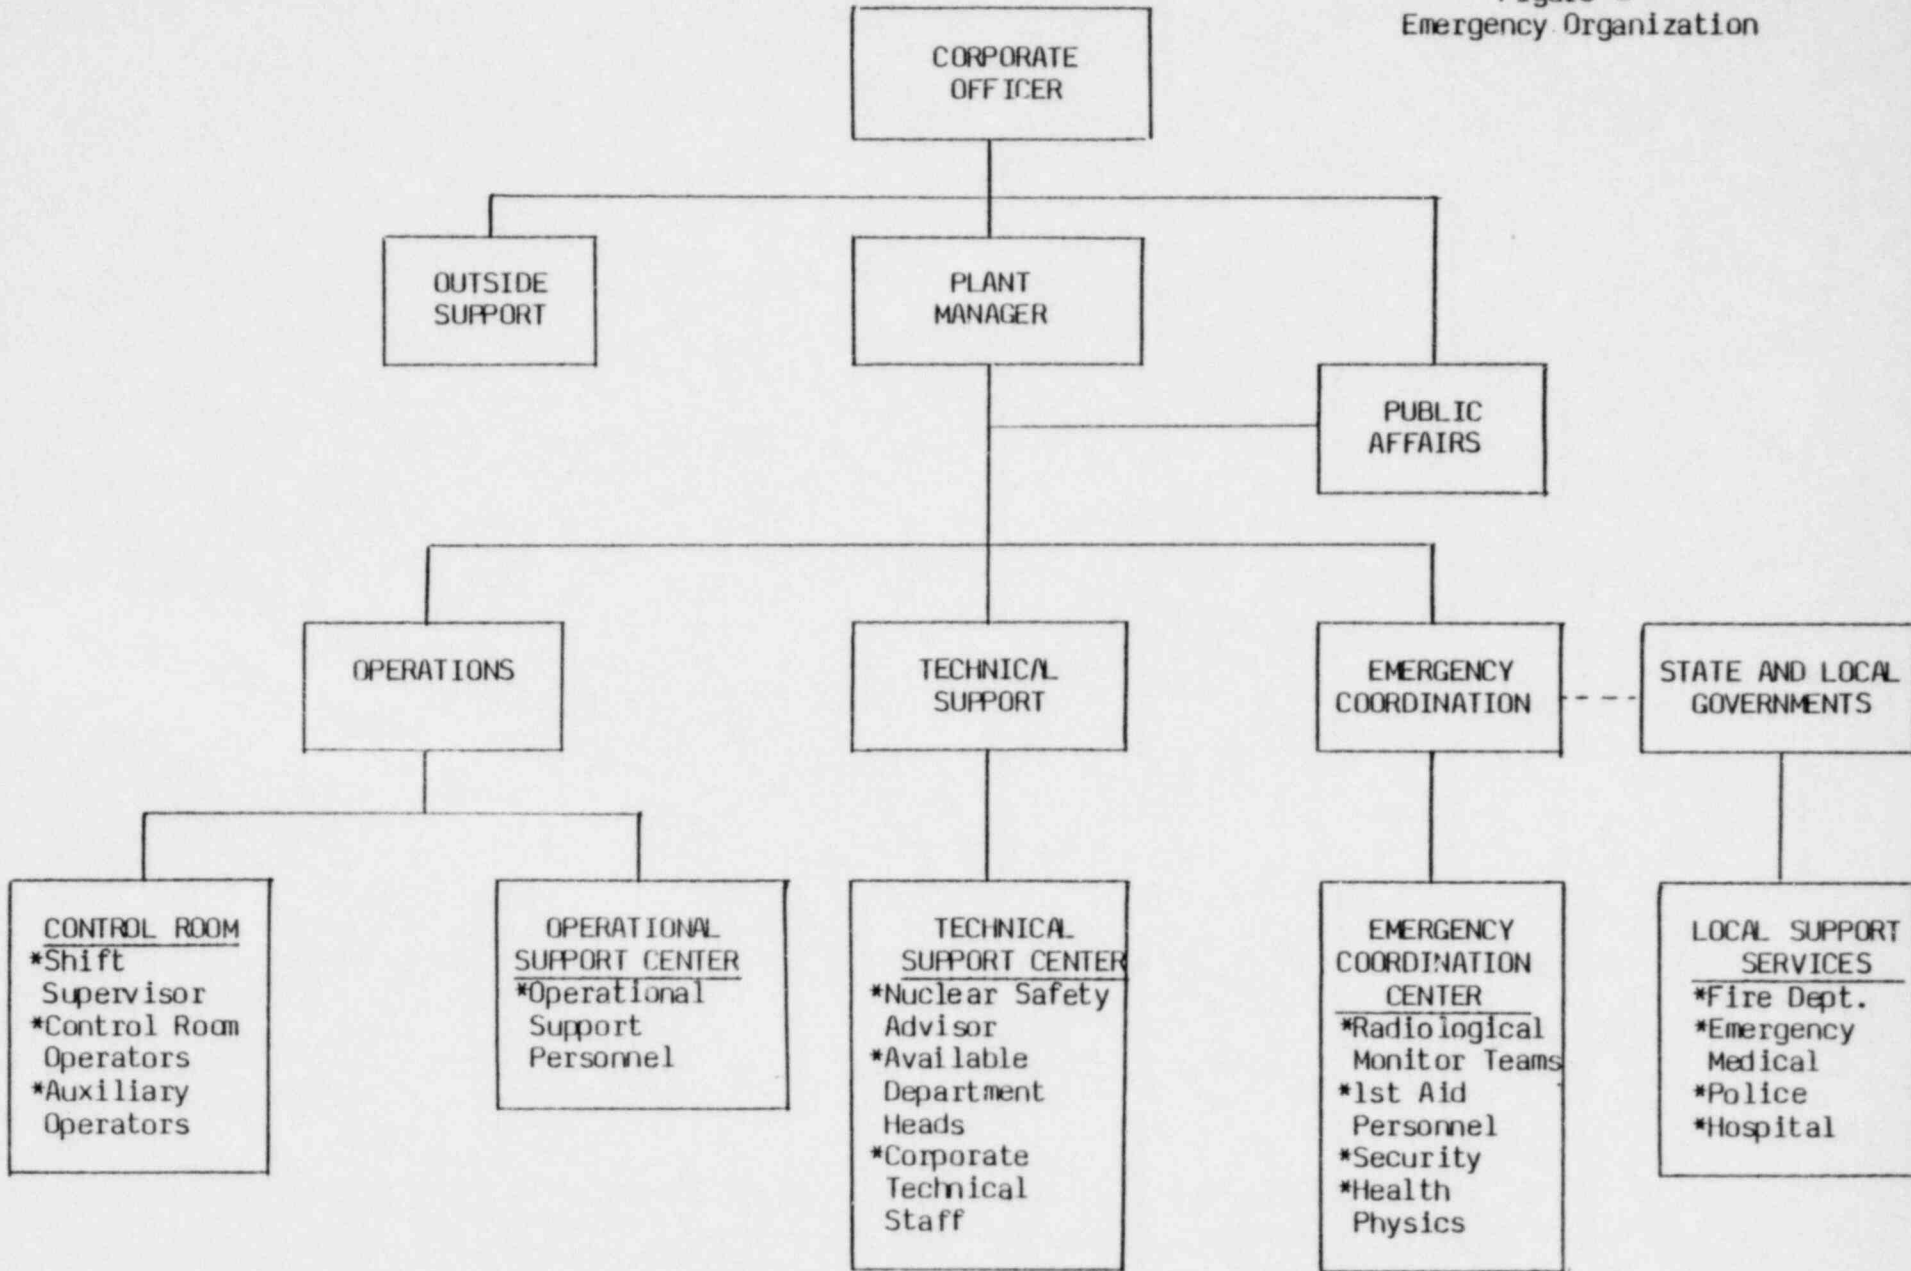 Emergency Organization
CORPORATE
OFFICER
OUTSIDE
SUPPORT
PLANT
MANAGER
PUBLIC
AFFAIRS
OPERATIONS
TECHNICAL
SUPPORT
EMERGENCY
COORDINATION
STATE AND LOCAL
GOVERNMENTS
CONTROL ROOM
*Shift
Supervisor
*Control Room
Operators
*Auxiliary
Operators
OPERATIONAL
SUPPORT CENTER
*Operational
Support
Personnel
TECHNICAL
SUPPORT CENTER
*Nuclear Safety
Advisor
*Available
Department
Heads
*Corporate
Technical
Staff
EMERGENCY
COORDINATION
CENTER
*Radiological
Monitor Teams
*1st Aid
Personnel
*Security
*Health
Physics
LOCAL SUPPORT
SERVICES
*Fire Dept.
*Emergency
Medical
*Police
*Hospital